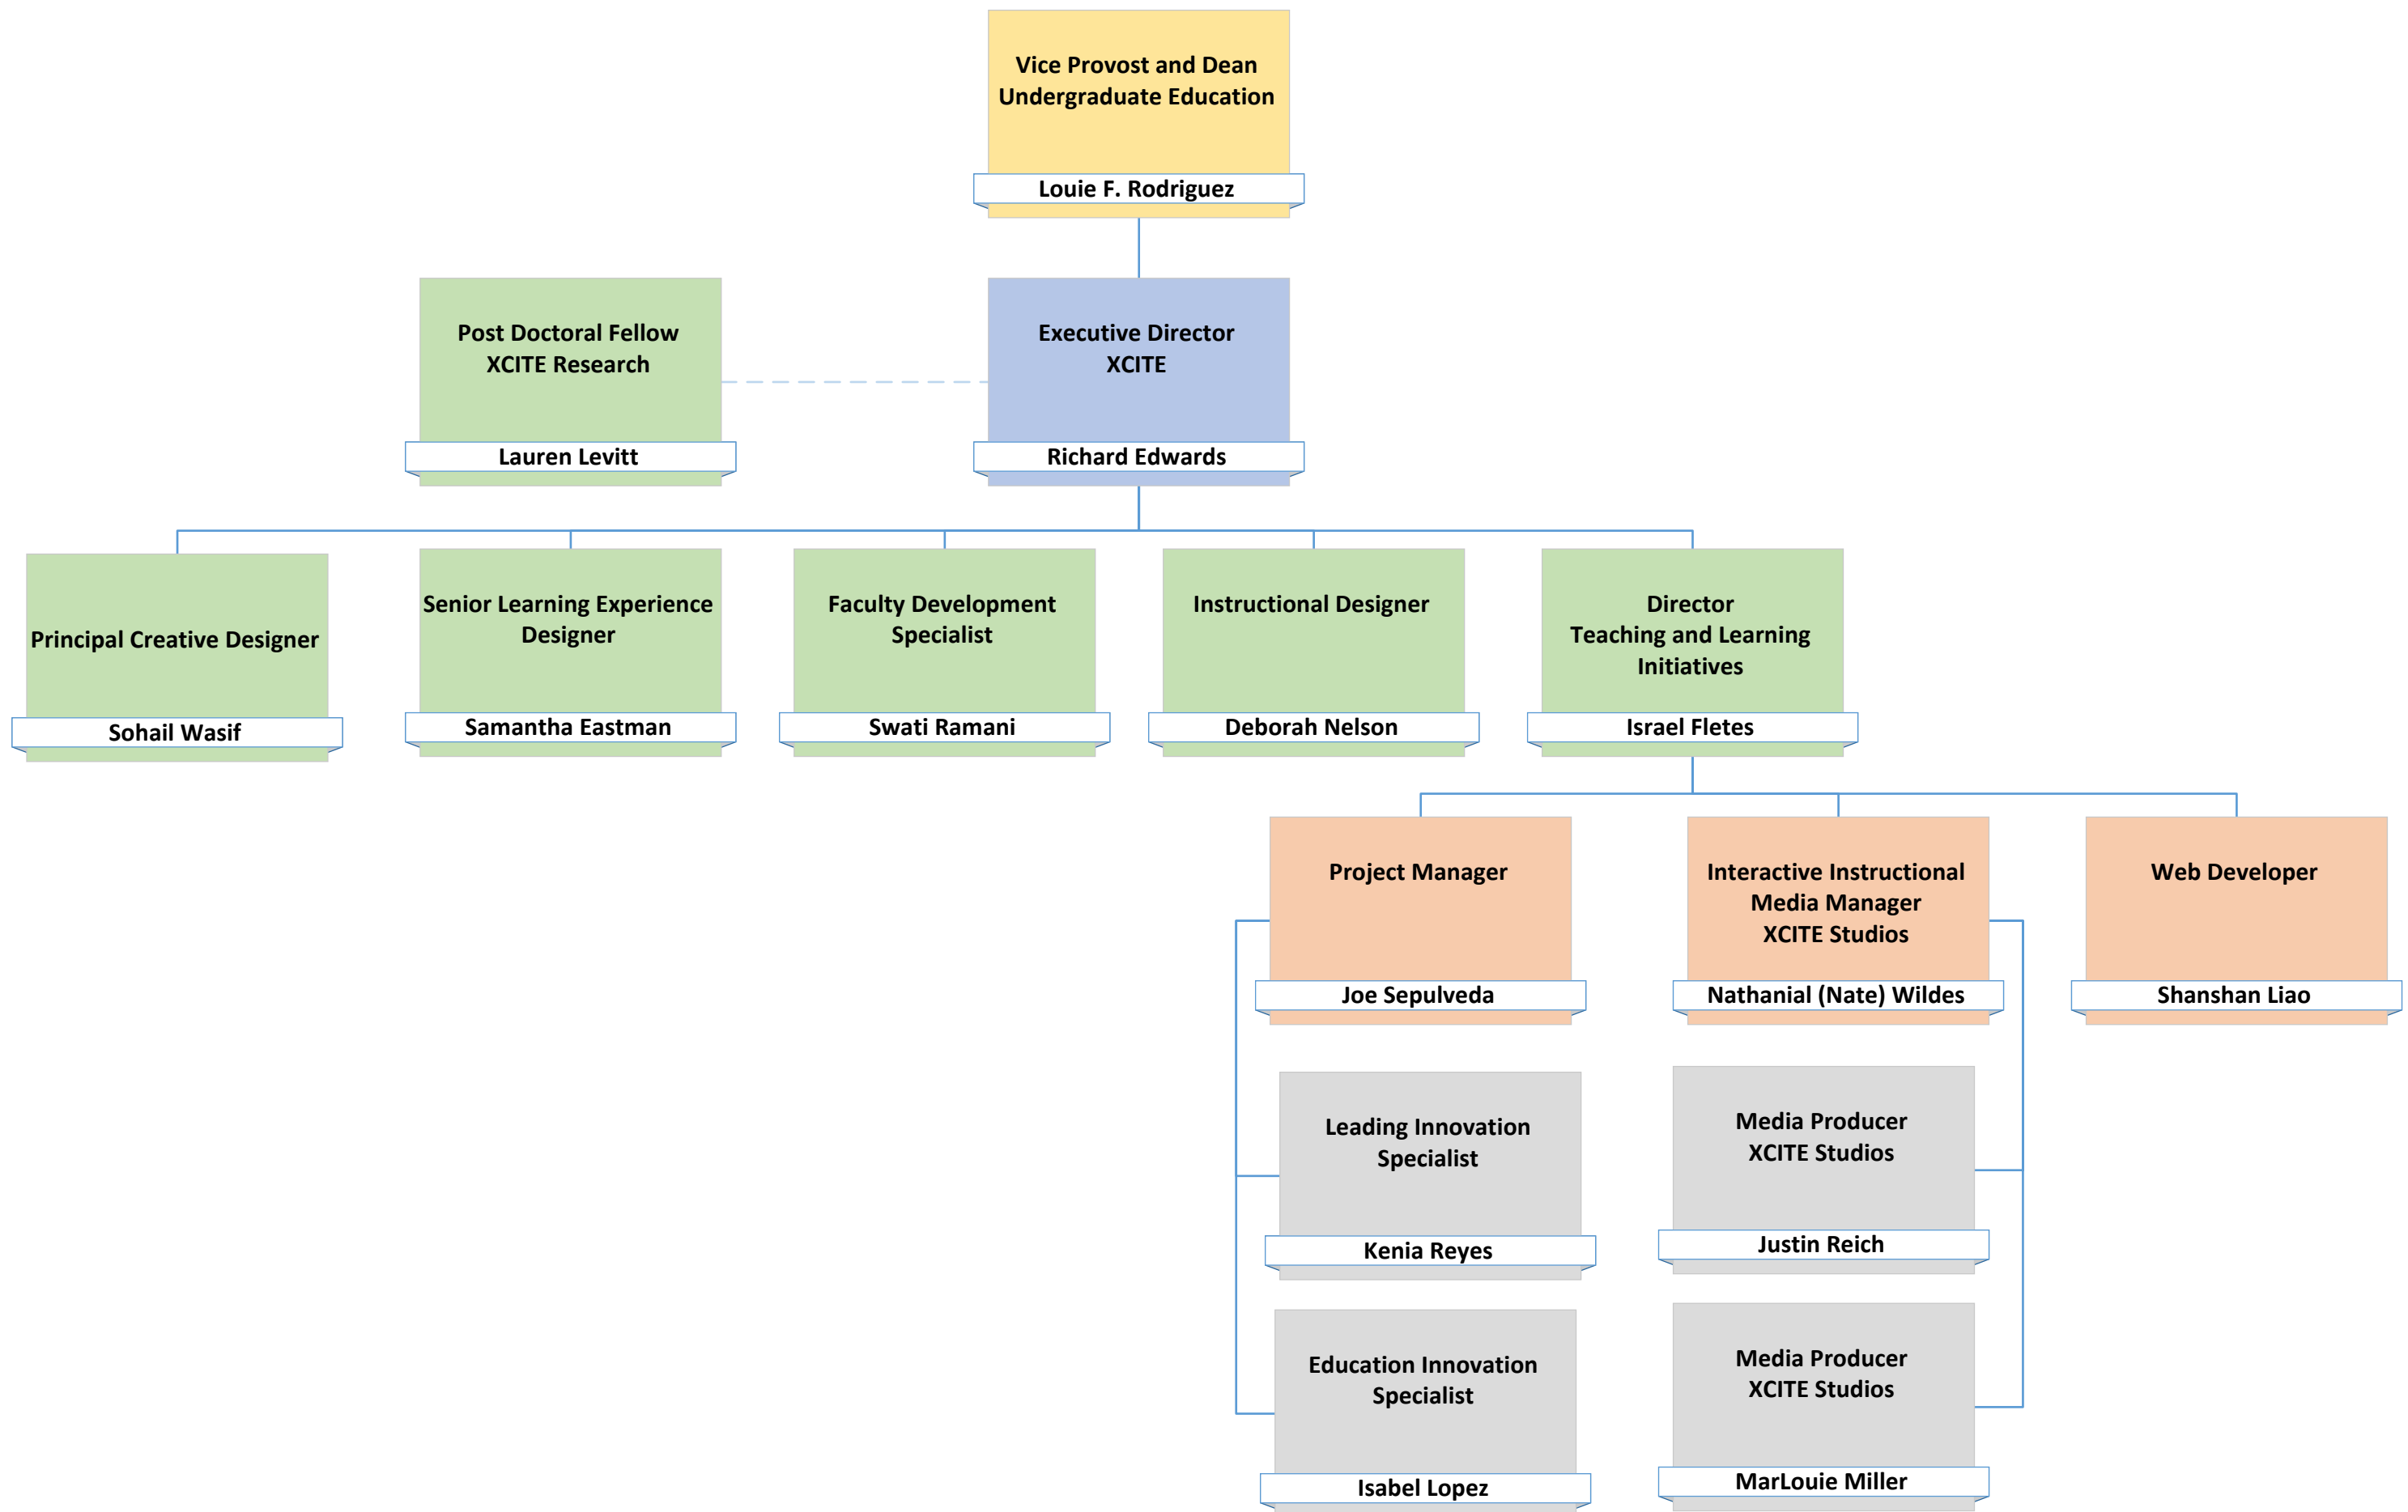 Vice Provost and Dean
Undergraduate Education
Louie F. Rodriguez
Post Doctoral Fellow
XCITE Research
Lauren Levitt
Executive Director
XCITE
Richard Edwards
Principal Creative Designer
Sohail Wasif
Senior Learning Experience
Designer
Samantha Eastman
Faculty Development
Specialist
Swati Ramani
Instructional Designer
Deborah Nelson
Director
Teaching and Learning
Initiatives
Israel Fletes
Project Manager
Joe Sepulveda
Interactive Instructional
Media Manager
XCITE Studios
Nathanial (Nate) Wildes
Web Developer
Shanshan Liao
Leading Innovation
Specialist
Kenia Reyes
Media Producer
XCITE Studios
Justin Reich
Education Innovation
Specialist
Isabel Lopez
Media Producer
XCITE Studios
MarLouie Miller